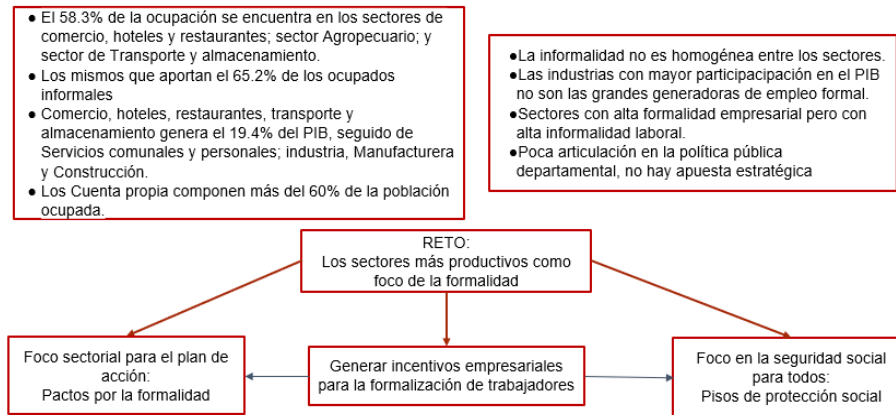 ● El 58.3% de la ocupación se encuentra en los sectores de
comercio, hoteles y restaurantes; sector Agropecuario; y
sector de Transporte y almacenamiento.
● Los mismos que aportan el 65.2% de los ocupados
informales
● Comercio, hoteles, restaurantes, transporte y
almacenamiento genera el 19.4% del PIB, seguido de
Servicios comunales y personales; industria, Manufacturera
y Construcción.
● Los Cuenta propia componen más del 60% de la población
ocupada.
●La informalidad no es homogénea entre los sectores.
●Las industrias con mayor participacipación en el PIB
no son las grandes generadoras de empleo formal.
●Sectores con alta formalidad empresarial pero con
alta informalidad laboral.
●Poca articulación en la política pública
departamental, no hay apuesta estratégica
RETO:
Los sectores más productivos como
foco de la formalidad
Foco sectorial para el plan de
acción:
Pactos por la formalidad
Generar incentivos empresariales
para la formalización de trabajadores
Foco en la seguridad social
para todos:
Pisos de protección social